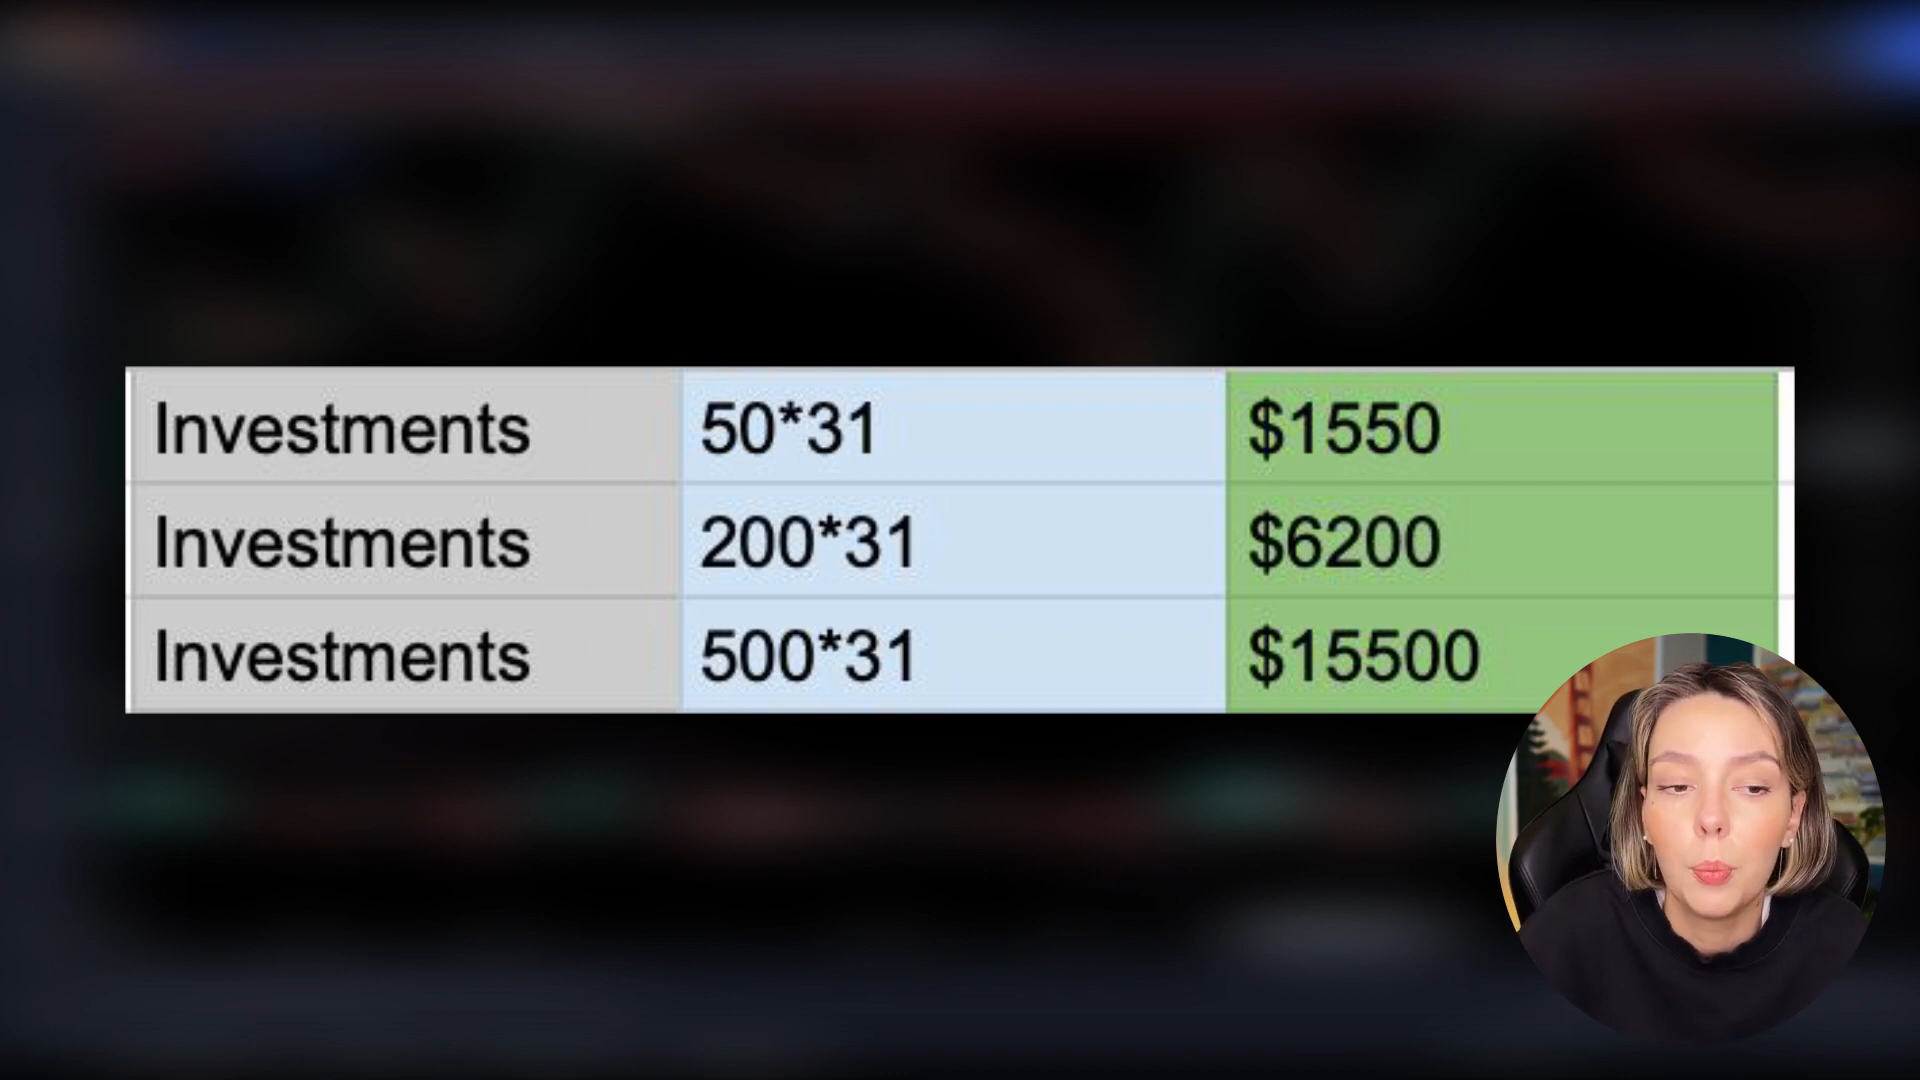 Investments 50*31 $1550
Investments 200*31 $6200
Investments 500*31 $15500